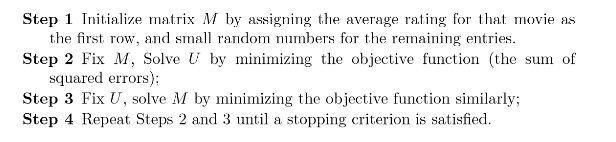 Step 1 Initialize matrix M by assigning the average rating for that movie as
the first row, and small random numbers for the remaining entries.
Step 2 Fix M, Solve U by minimizing the objective function (the sum of
squared errors);
Step 3 Fix U, solve M by minimizing the objective function similarly;
Step 4 Repeat Steps 2 and 3 until a stopping criterion is satisfied.